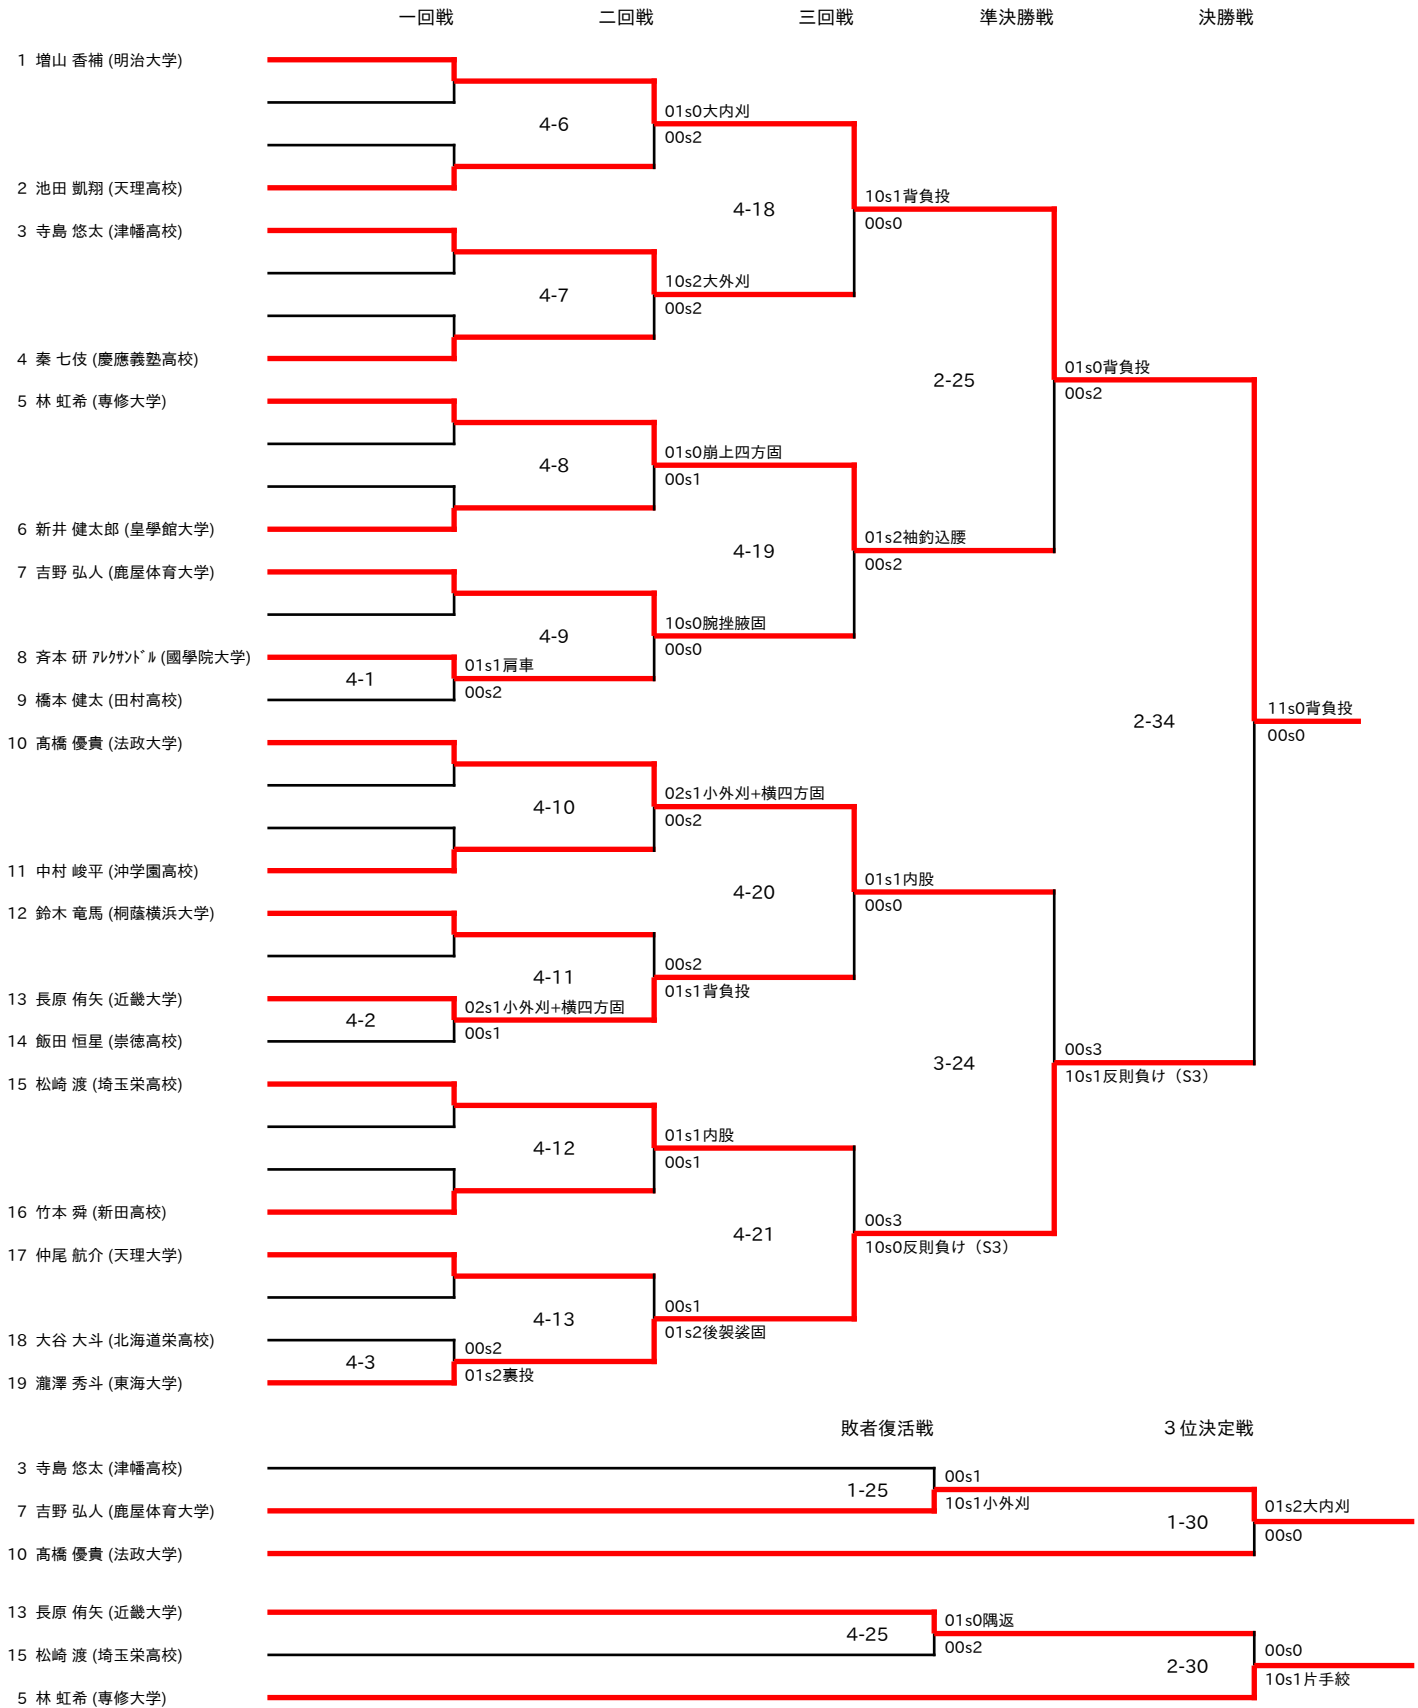 一回戦 二回戦 三回戦 準決勝戦 決勝戦
1 増山 香補 (明治大学)
01s0大内刈
4-6
00s2
2 池田 凱翔 (天理高校)
10s1背負投
4-18
00s0
3 寺島 悠太 (津幡高校)
10s2大外刈
4-7
00s2
4 秦 七伎 (慶應義塾高校)
01s0背負投
2-25
00s2
5 林 虹希 (専修大学)
01s0崩上四方固
4-8
00s1
6 新井 健太郎 (皇學館大学)
01s2袖釣込腰
4-19
00s2
7 吉野 弘人 (鹿屋体育大学)
10s0腕挫腋固
4-9
00s0
8 斉本 研 ｱﾚｸｻﾝﾄﾞﾙ (國學院大学)
01s1肩車
4-1
00s2
9 橋本 健太 (田村高校)
11s0背負投
2-34
00s0
10 髙橋 優貴 (法政大学)
02s1小外刈+横四方固
4-10
00s2
11 中村 峻平 (沖学園高校)
01s1内股
4-20
00s0
12 鈴木 竜馬 (桐蔭横浜大学)
00s2
4-11
01s1背負投
13 長原 侑矢 (近畿大学)
02s1小外刈+横四方固
4-2
00s1
14 飯田 恒星 (崇徳高校)
00s3
3-24
10s1反則負け（S3）
15 松崎 渡 (埼玉栄高校)
01s1内股
4-12
00s1
16 竹本 舜 (新田高校)
00s3
4-21
10s0反則負け（S3）
17 仲尾 航介 (天理大学)
00s1
4-13
01s2後袈裟固
18 大谷 大斗 (北海道栄高校)
00s2
4-3
01s2裏投
19 瀧澤 秀斗 (東海大学)
敗者復活戦 ３位決定戦
3 寺島 悠太 (津幡高校)
00s1
1-25
10s1小外刈
7 吉野 弘人 (鹿屋体育大学)
01s2大内刈
1-30
00s0
10 髙橋 優貴 (法政大学)
13 長原 侑矢 (近畿大学)
01s0隅返
4-25
00s2
15 松崎 渡 (埼玉栄高校)
00s0
2-30
10s1片手絞
5 林 虹希 (専修大学)